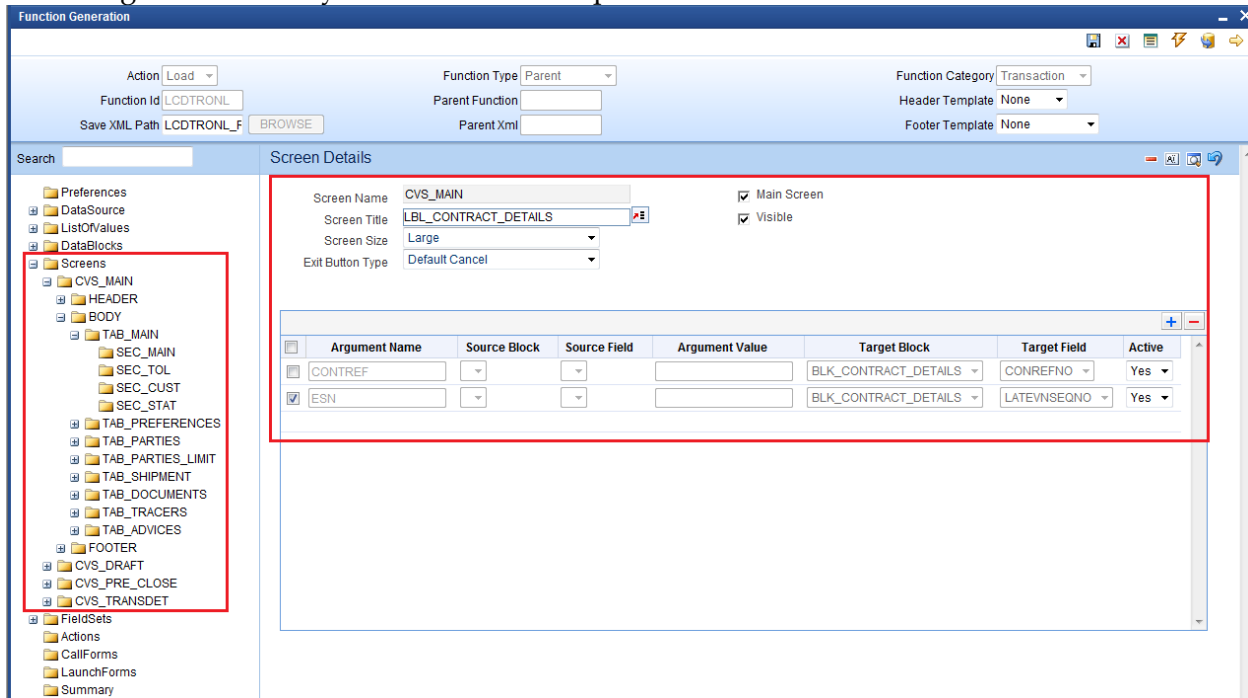 Function Generation
Action Load Function Type Parent Function Category Transaction
Function Id LCDTRONL Parent Function Header Template None
Save XML Path LCDTRONL_F BROWSE Parent Xml Footer Template None
Search Screen Details
Preferences
DataSource
ListOfValues
DataBlocks
Screens
CVS_MAIN
HEADER
BODY
TAB_MAIN
SEC_MAIN
SEC_TOL
SEC_CUST
SEC_STAT
TAB_PREFERENCES
TAB_PARTIES
TAB_PARTIES_LIMIT
TAB_SHIPMENT
TAB_DOCUMENTS
TAB_TRACERS
TAB_ADVICES
FOOTER
CVS_DRAFT
CVS_PRE_CLOSE
CVS_TRANSDET
FieldSets
Actions
CallForms
LaunchForms
Summary
Screen Name CVS_MAIN Main Screen
Screen Title LBL_CONTRACT_DETAILS Visible
Screen Size Large
Exit Button Type Default Cancel
Argument Name Source Block Source Field Argument Value Target Block Target Field Active
CONTREF BLK_CONTRACT_DETAILS CONREFNO Yes
ESN BLK_CONTRACT_DETAILS LATEVNSEQNO Yes